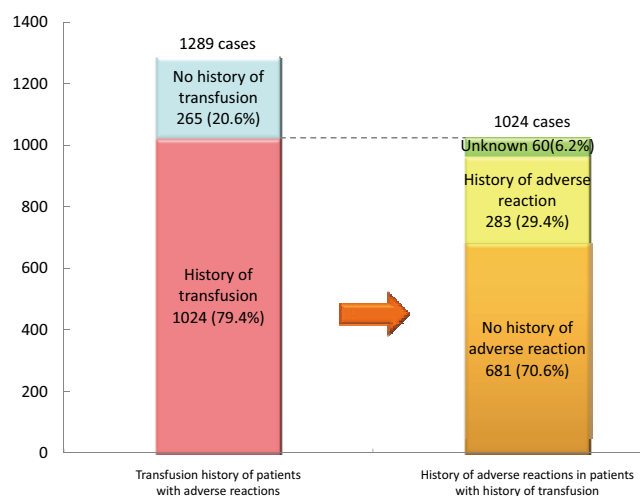 1400
1200
1000
800
600
400
200
0
1289 cases
No history of
transfusion
265 (20.6%)
History of
transfusion
1024 (79.4%)
1024 cases
Unknown 60(6.2%)
History of adverse
reaction
283 (29.4%)
No history of
adverse reaction
681 (70.6%)
Transfusion history of patients
with adverse reactions
History of adverse reactions in patients
with history of transfusion